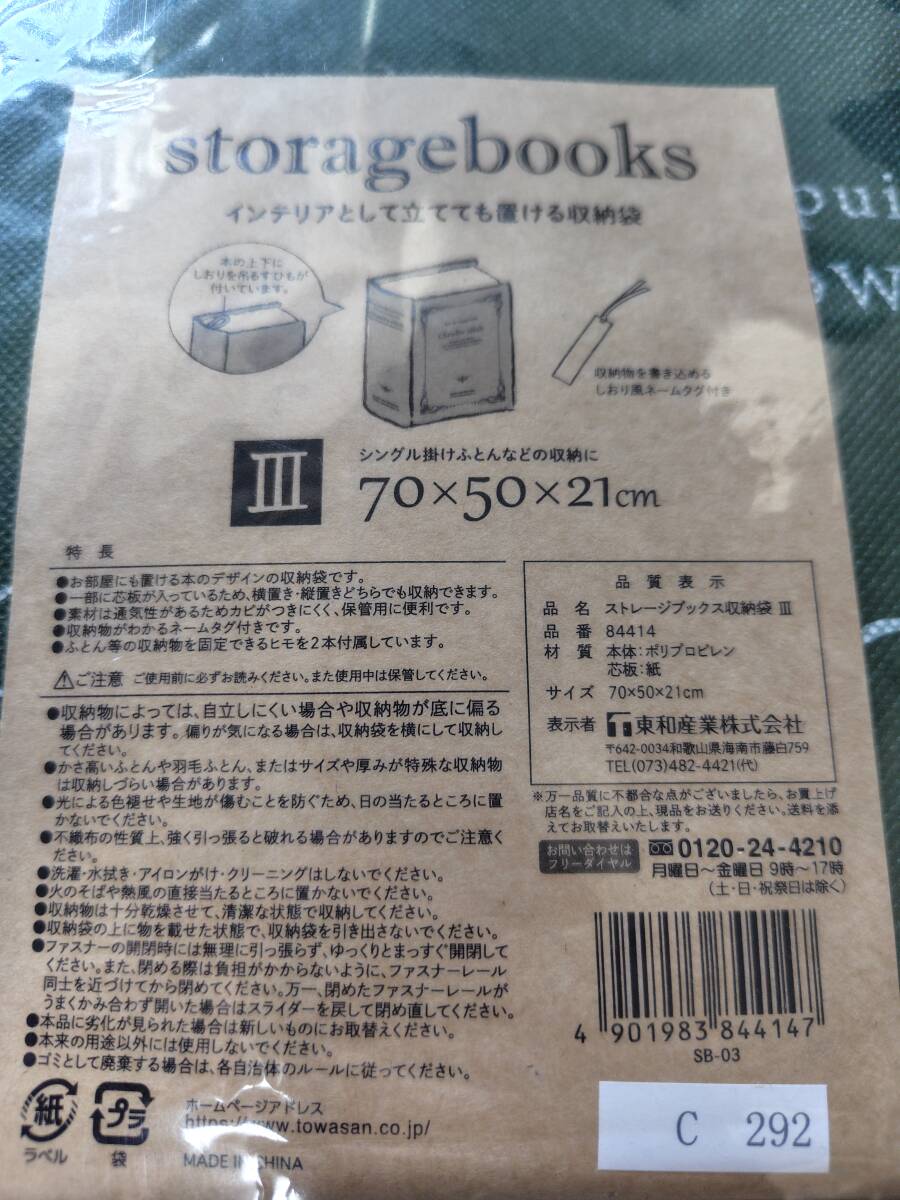 storagebooks
インテリアとして立てても置ける収納袋
本の上下に
しおりを吊るすひもが
付いています。
収納物を書き込める
しおり風ネームタグ付き
III
シングル掛けふとんなどの収納に
70×50×21cm
特長
●お部屋にも置ける本のデザインの収納袋です。
●一部に芯板が入っているため、横置き・縦置きどちらでも収納できます。
●素材は通気性があるためカビがつきにくく、保管用に便利です。
●収納物がわかるネームタグ付きです。
●ふとん等の収納物を固定できるヒモを2本付属しています。
⚠ご注意 ご使用前に必ずお読みください。また使用中は保管してください。
●収納物によっては、自立しにくい場合や収納物が底に偏る
場合があります。偏りが気になる場合は、収納袋を横にして収納し
てください。
●かさ高いふとんや羽毛ふとん、またはサイズや厚みが特殊な収納物
は収納しづらい場合があります。
●光による色褪せや生地が傷むことを防ぐため、日の当たるところに置
かないでください。
●不織布の性質上、強く引っ張ると破れる場合がありますのでご注意く
ださい。
●洗濯・水拭き・アイロンがけ・クリーニングはしないでください。
●火のそばや熱風の直接当たるところに置かないでください。
●収納物は十分乾燥させて、清潔な状態で収納してください。
●収納袋の上に物を載せた状態で、収納袋を引き出さないでください。
●ファスナーの開閉時には無理に引っ張らず、ゆっくりとまっすぐ開閉して
ください。また、閉める際は負担がかからないように、ファスナーレール
同士を近づけてから閉めてください。万一、閉めたファスナーレールが
うまくかみ合わず開いた場合はスライダーを戻して閉め直してください。
●本品に劣化が見られた場合は新しいものにお取替えください。
●本来の用途以外には使用しないでください。
●ゴミとして廃棄する場合は、各自治体のルールに従ってください。
品質表示
品名 ストレージブックス収納袋 III
品番 84414
材質 本体:ポリプロピレン
芯板:紙
サイズ 70×50×21cm
表示者 東和産業株式会社
〒642-0034和歌山県海南市藤白759
TEL(073)482-4421(代)
※万一品質に不都合な点がございましたら、お買上げ
店名をご記入の上、現品をお送りください。送料を添
えてお取替えいたします。
お問い合わせは
フリーダイヤル
0120-24-4210
月曜日～金曜日 9時～17時
(土・日・祝祭日は除く)
4 901983 844147
SB-03
紙
ラベル
プラ
袋
ホームページアドレス
https://www.towasan.co.jp/
MADE IN CHINA
C 292